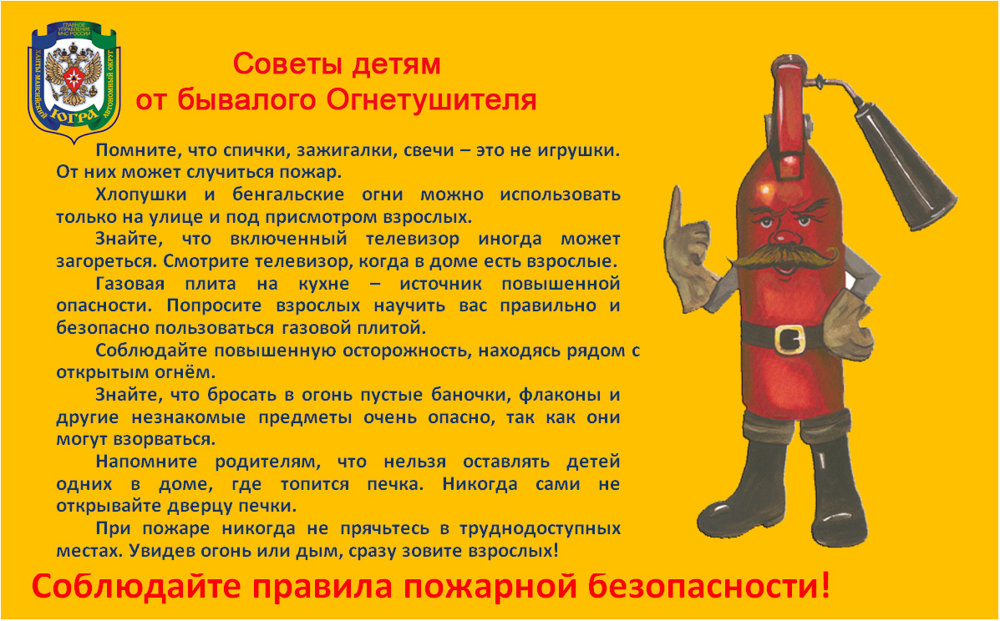 ГЛАВНОЕ
УПРАВЛЕНИЕ
МЧС РОССИИ
ХАНТЫ-МАНСИЙСКИЙ
АВТОНОМНЫЙ ОКРУГ
ЮГРА
Советы детям
от бывалого Огнетушителя
Помните, что спички, зажигалки, свечи – это не игрушки.
От них может случиться пожар.
Хлопушки и бенгальские огни можно использовать
только на улице и под присмотром взрослых.
Знайте, что включенный телевизор иногда может
загореться. Смотрите телевизор, когда в доме есть взрослые.
Газовая плита на кухне – источник повышенной
опасности. Попросите взрослых научить вас правильно и
безопасно пользоваться газовой плитой.
Соблюдайте повышенную осторожность, находясь рядом с
открытым огнём.
Знайте, что бросать в огонь пустые баночки, флаконы и
другие незнакомые предметы очень опасно, так как они
могут взорваться.
Напомните родителям, что нельзя оставлять детей
одних в доме, где топится печка. Никогда сами не
открывайте дверцу печки.
При пожаре никогда не прячьтесь в труднодоступных
местах. Увидев огонь или дым, сразу зовите взрослых!
Соблюдайте правила пожарной безопасности!